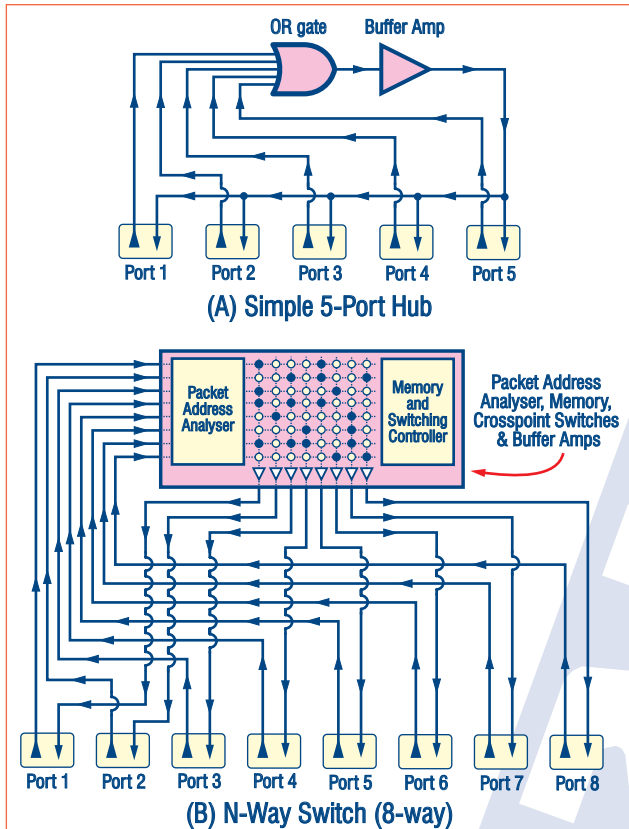 OR gate
Buffer Amp
Port 1
Port 2
Port 3
Port 4
Port 5
(A) Simple 5-Port Hub
Packet
Address
Analyser
Memory
and
Switching
Controller
Packet Address
Analyser, Memory,
Crosspoint Switches
& Buffer Amps
Port 1
Port 2
Port 3
Port 4
Port 5
Port 6
Port 7
Port 8
(B) N-Way Switch (8-way)